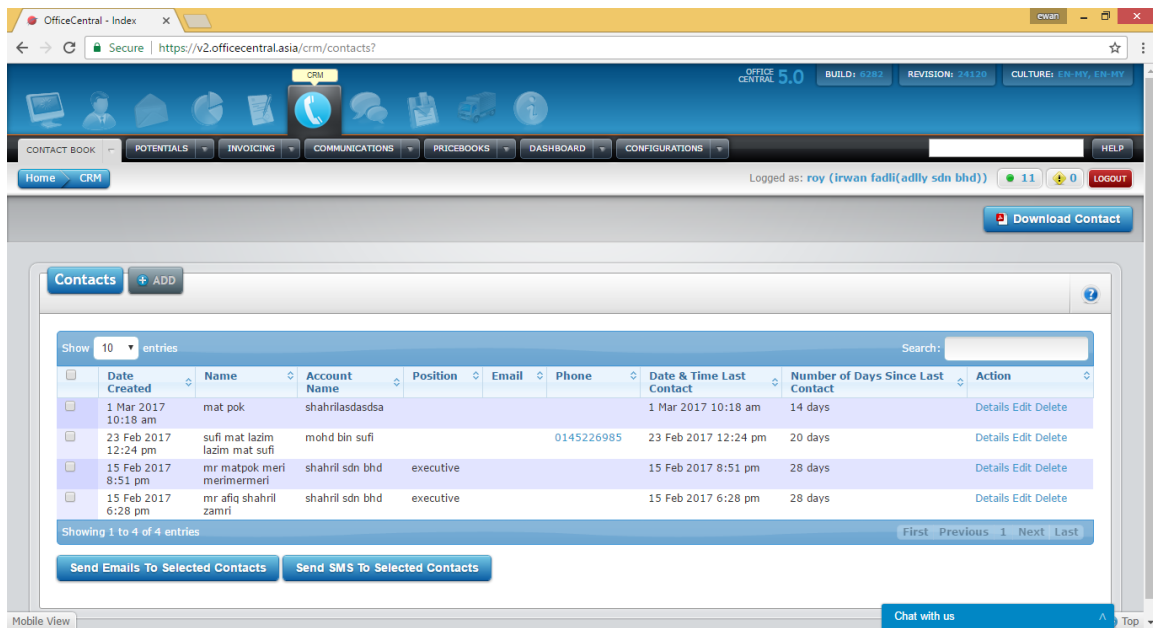 OfficeCentral - Index
ewan
Secure https://v2.officecentral.asia/crm/contacts?
CRM
OFFICE CENTRAL 5.0 BUILD: 6282 REVISION: 24120 CULTURE: EN-MY, EN-MY
CONTACT BOOK POTENTIALS INVOICING COMMUNICATIONS PRICEBOOKS DASHBOARD CONFIGURATIONS HELP
Home CRM Logged as: roy (irwan fadli(adlly sdn bhd)) 11 0 LOGOUT
Download Contact
Contacts ADD
Show 10 entries Search:
Date Created Name Account Name Position Email Phone Date & Time Last Contact Number of Days Since Last Contact Action
1 Mar 2017 10:18 am mat pok shahrilasdasdsa 1 Mar 2017 10:18 am 14 days Details Edit Delete
23 Feb 2017 12:24 pm sufi mat lazim lazim mat sufi mohd bin sufi 0145226985 23 Feb 2017 12:24 pm 20 days Details Edit Delete
15 Feb 2017 8:51 pm mr matpok meri merimermeri shahril sdn bhd executive 15 Feb 2017 8:51 pm 28 days Details Edit Delete
15 Feb 2017 6:28 pm mr afiq shahril zamri shahril sdn bhd executive 15 Feb 2017 6:28 pm 28 days Details Edit Delete
Showing 1 to 4 of 4 entries First Previous 1 Next Last
Send Emails To Selected Contacts Send SMS To Selected Contacts
Chat with us
Mobile View Top